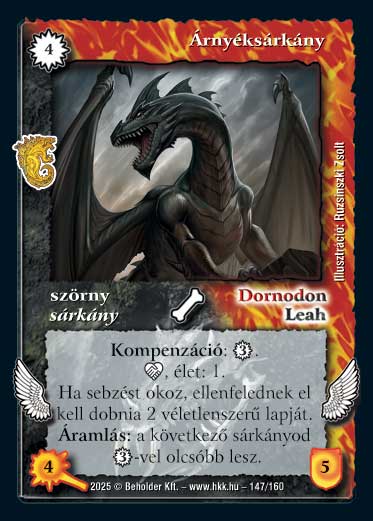 Árnyéksárkány
4
Illusztráció: Ruzsinszki Zsolt
szörny
sárkány
Dornodon
Leah
Kompenzáció: 3.
, élet: 1.
Ha sebzést okoz, ellenfelednek el
kell dobnia 2 véletlenszerű lapját.
Áramlás: a következő sárkányod
3-vel olcsóbb lesz.
4
5
2025 © Beholder Kft. – www.hkk.hu – 147/160